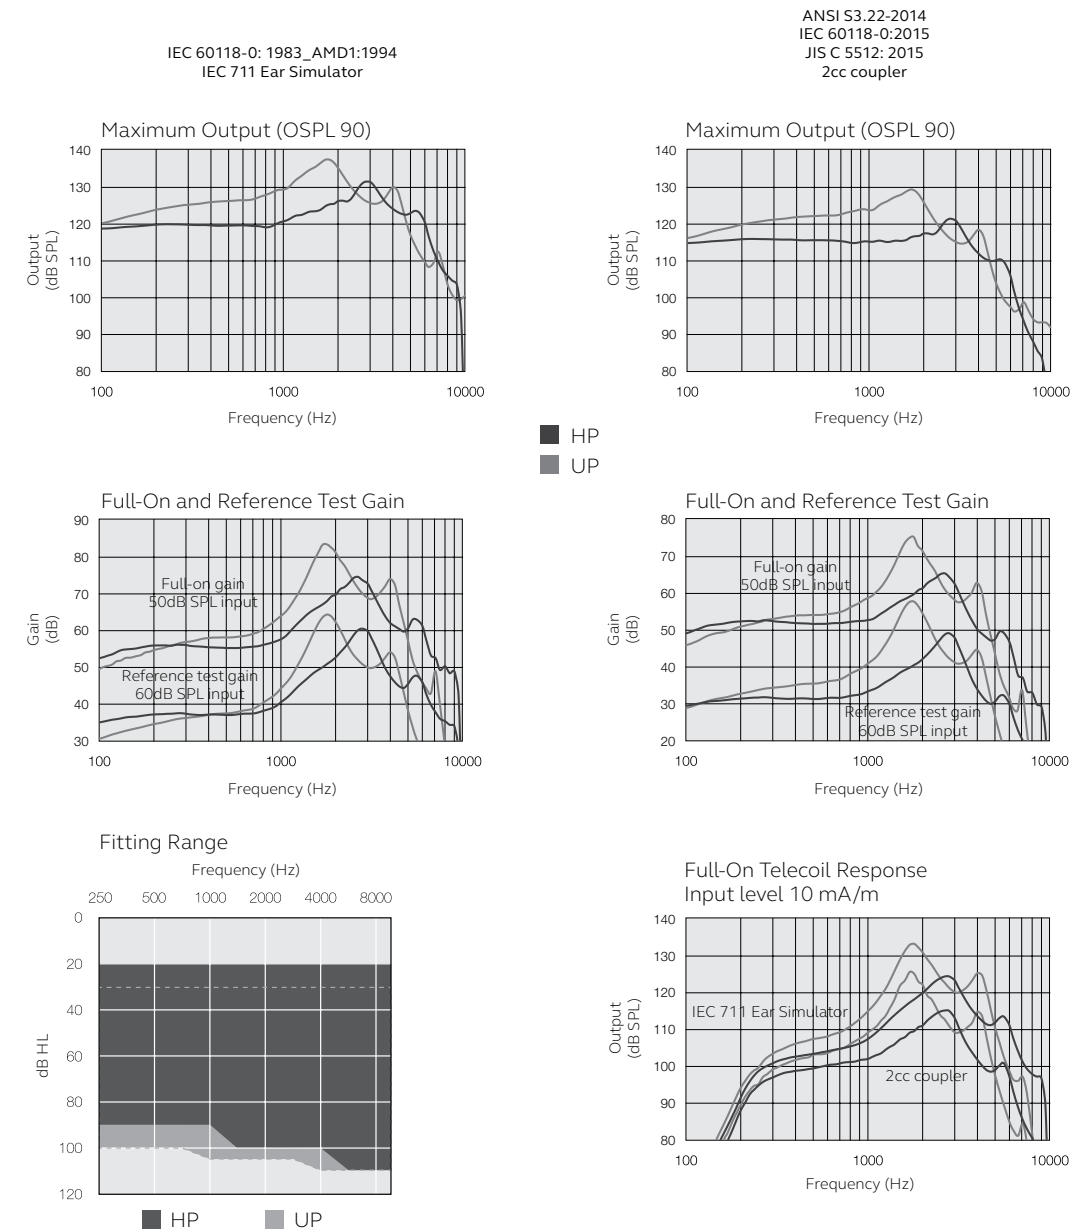 IEC 60118-0: 1983_AMD1:1994
IEC 711 Ear Simulator
ANSI S3.22-2014
IEC 60118-0:2015
JIS C 5512: 2015
2cc coupler
Maximum Output (OSPL 90)
140
130
120
110
100
90
80
Output
(dB SPL)
100
1000
10000
Frequency (Hz)
Maximum Output (OSPL 90)
140
130
120
110
100
90
80
Output
(dB SPL)
100
1000
10000
Frequency (Hz)
HP
UP
Full-On and Reference Test Gain
90
80
70
60
50
40
30
Gain
(dB)
Full-on gain
50dB SPL input
Reference test gain
60dB SPL input
100
1000
10000
Frequency (Hz)
Full-On and Reference Test Gain
80
70
60
50
40
30
20
Gain
(dB)
Full-on gain
50dB SPL input
Reference test gain
60dB SPL input
100
1000
10000
Frequency (Hz)
Fitting Range
Frequency (Hz)
250
500
1000
2000
4000
8000
0
20
40
60
80
100
120
dB HL
HP
UP
Full-On Telecoil Response
Input level 10 mA/m
140
130
120
110
100
90
80
Output
(dB SPL)
IEC 711 Ear Simulator
2cc coupler
100
1000
10000
Frequency (Hz)